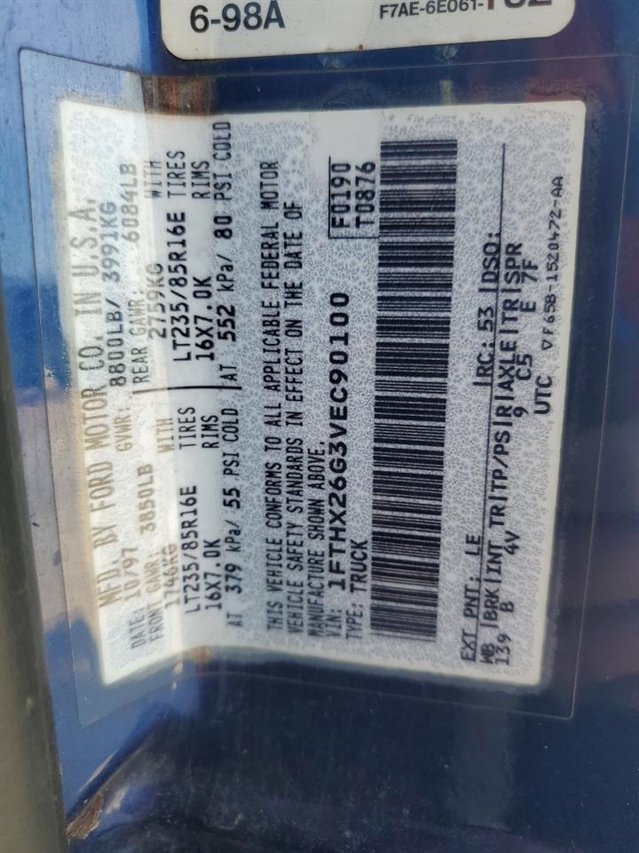 6-98A
F7AE-6E061-
MFD. BY FORD MOTOR CO. IN U.S.A.
DATE: 10/97 GVWR: 8800LB/ 3991KG
FRONT GAWR: 3850LB REAR GAWR: 6084LB
1746KG WITH 2759KG WITH
LT235/85R16E TIRES LT235/85R16E TIRES
16X7.0K RIMS 16X7.0K RIMS
AT 379 kPa/ 55 PSI COLD AT 552 kPa/ 80 PSI COLD
THIS VEHICLE CONFORMS TO ALL APPLICABLE FEDERAL MOTOR
VEHICLE SAFETY STANDARDS IN EFFECT ON THE DATE OF
MANUFACTURE SHOWN ABOVE.
VIN: 1FTHX26G3VEC90100 F0190
TYPE: TRUCK T0876
EXT PNT: LE RC: 53 DSO:
WB BRK INT TR TP/PS R AXLE TR SPR
139 B 4V 9 C5 E 7F
UTC
▽F65B-1520472-AA